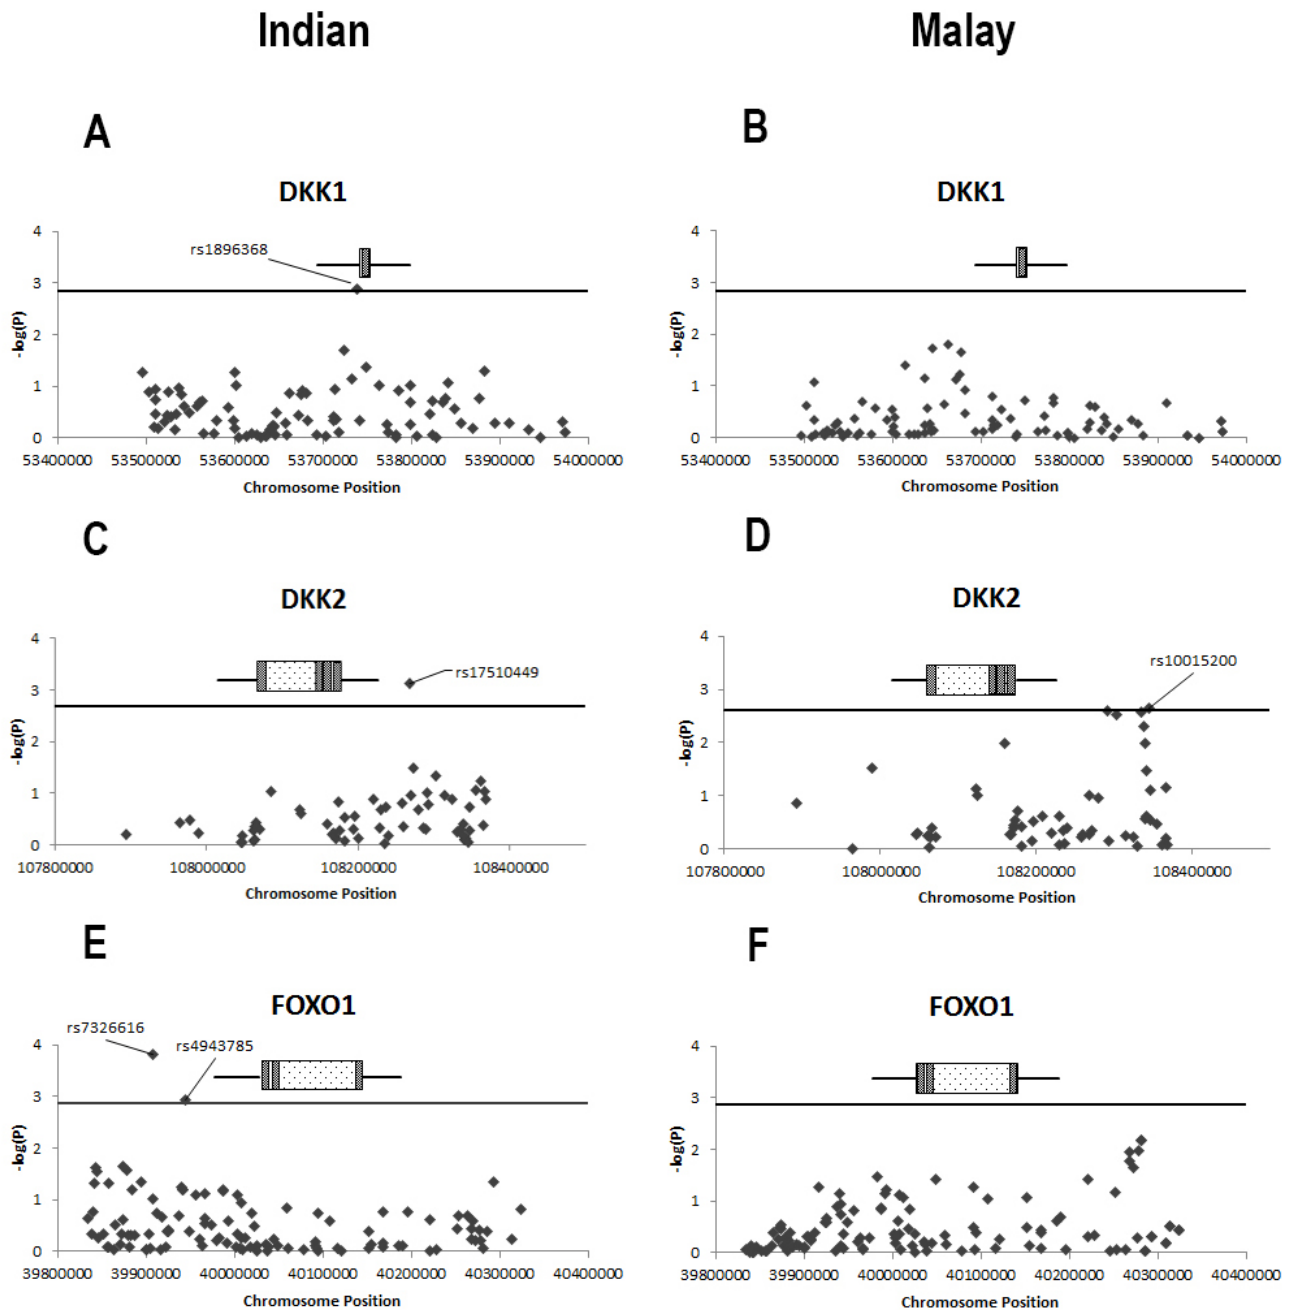 Indian Malay
A
B
DKK1
DKK1
4
3
2
1
0
-log(P)
rs1896368
53400000 53500000 53600000 53700000 53800000 53900000 54000000
Chromosome Position
4
3
2
1
0
-log(P)
53400000 53500000 53600000 53700000 53800000 53900000 54000000
Chromosome Position
C
D
DKK2
DKK2
4
3
2
1
0
-log(P)
rs17510449
107800000 108000000 108200000 108400000
Chromosome Position
4
3
2
1
0
-log(P)
rs10015200
107800000 108000000 108200000 108400000
Chromosome Position
E
F
FOXO1
FOXO1
rs7326616
rs4943785
4
3
2
1
0
-log(P)
39800000 39900000 40000000 40100000 40200000 40300000 40400000
Chromosome Position
4
3
2
1
0
-log(P)
39800000 39900000 40000000 40100000 40200000 40300000 40400000
Chromosome Position